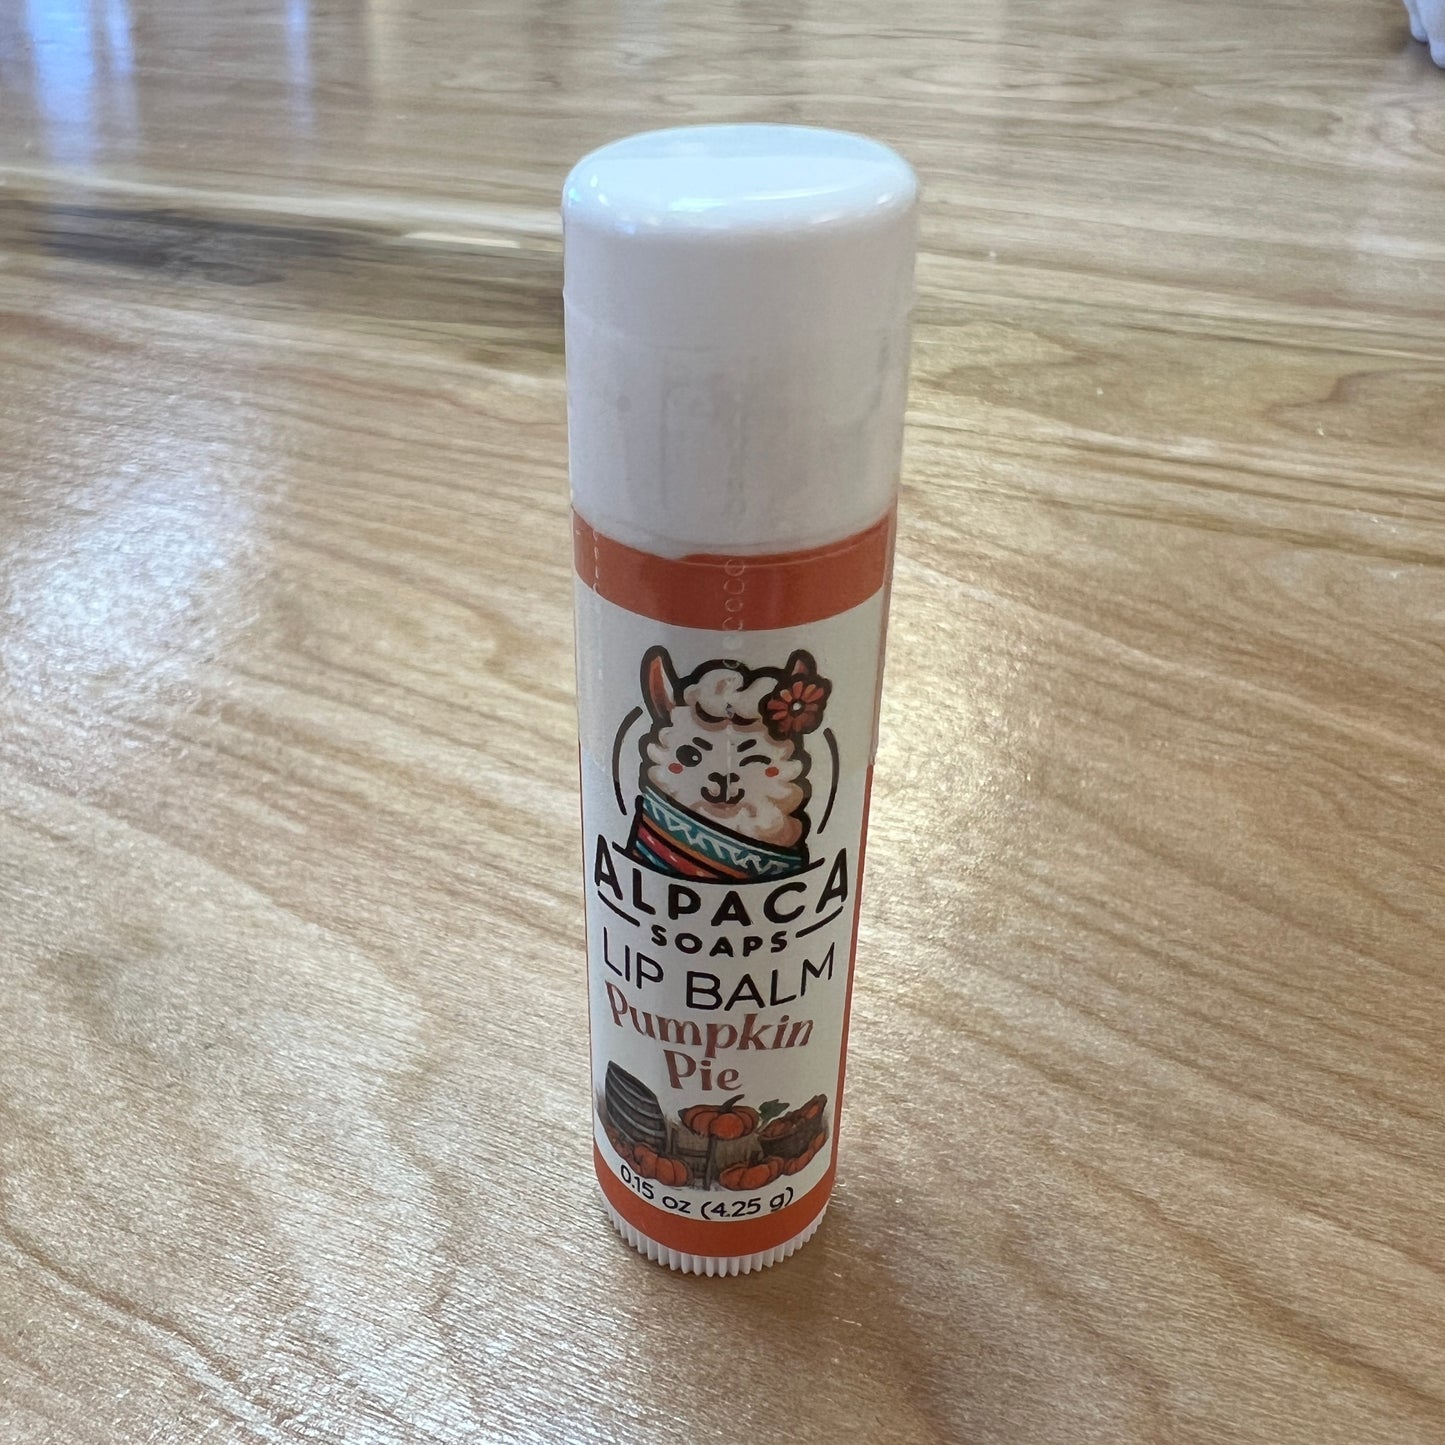 ALPACA
SOAPS
LIP BALM
Pumpkin
Pie
0.15 oz (4.25 g)